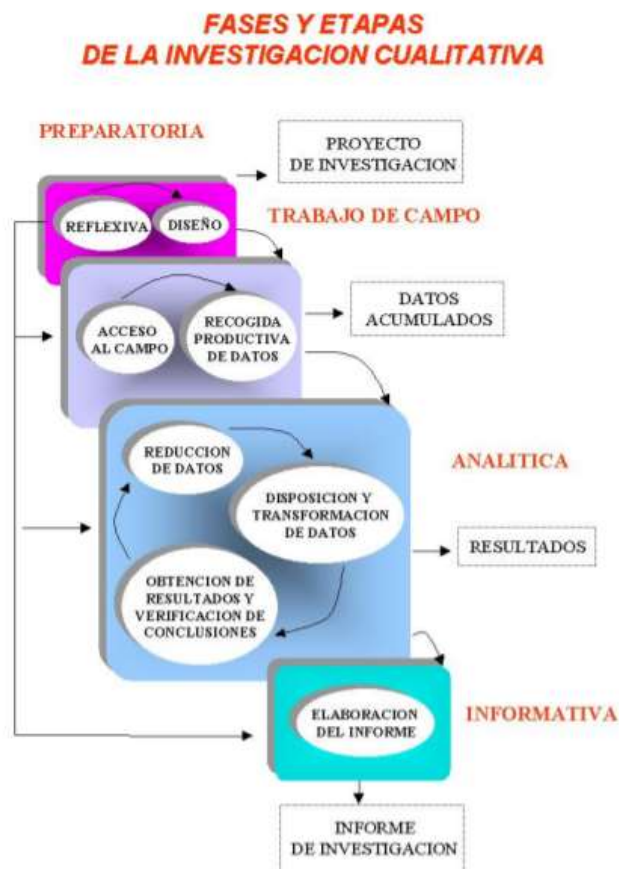 FASES Y ETAPAS
DE LA INVESTIGACION CUALITATIVA
PREPARATORIA
PROYECTO
DE INVESTIGACION
REFLEXIVA
DISEÑO
TRABAJO DE CAMPO
ACCESO
AL CAMPO
RECOGIDA
PRODUCTIVA
DE DATOS
DATOS
ACUMULADOS
REDUCCION
DE DATOS
ANALITICA
DISPOSICION Y
TRANSFORMACION
DE DATOS
RESULTADOS
OBTENCION DE
RESULTADOS Y
VERIFICACION DE
CONCLUSIONES
ELABORACION
DEL INFORME
INFORMATIVA
INFORME
DE INVESTIGACION